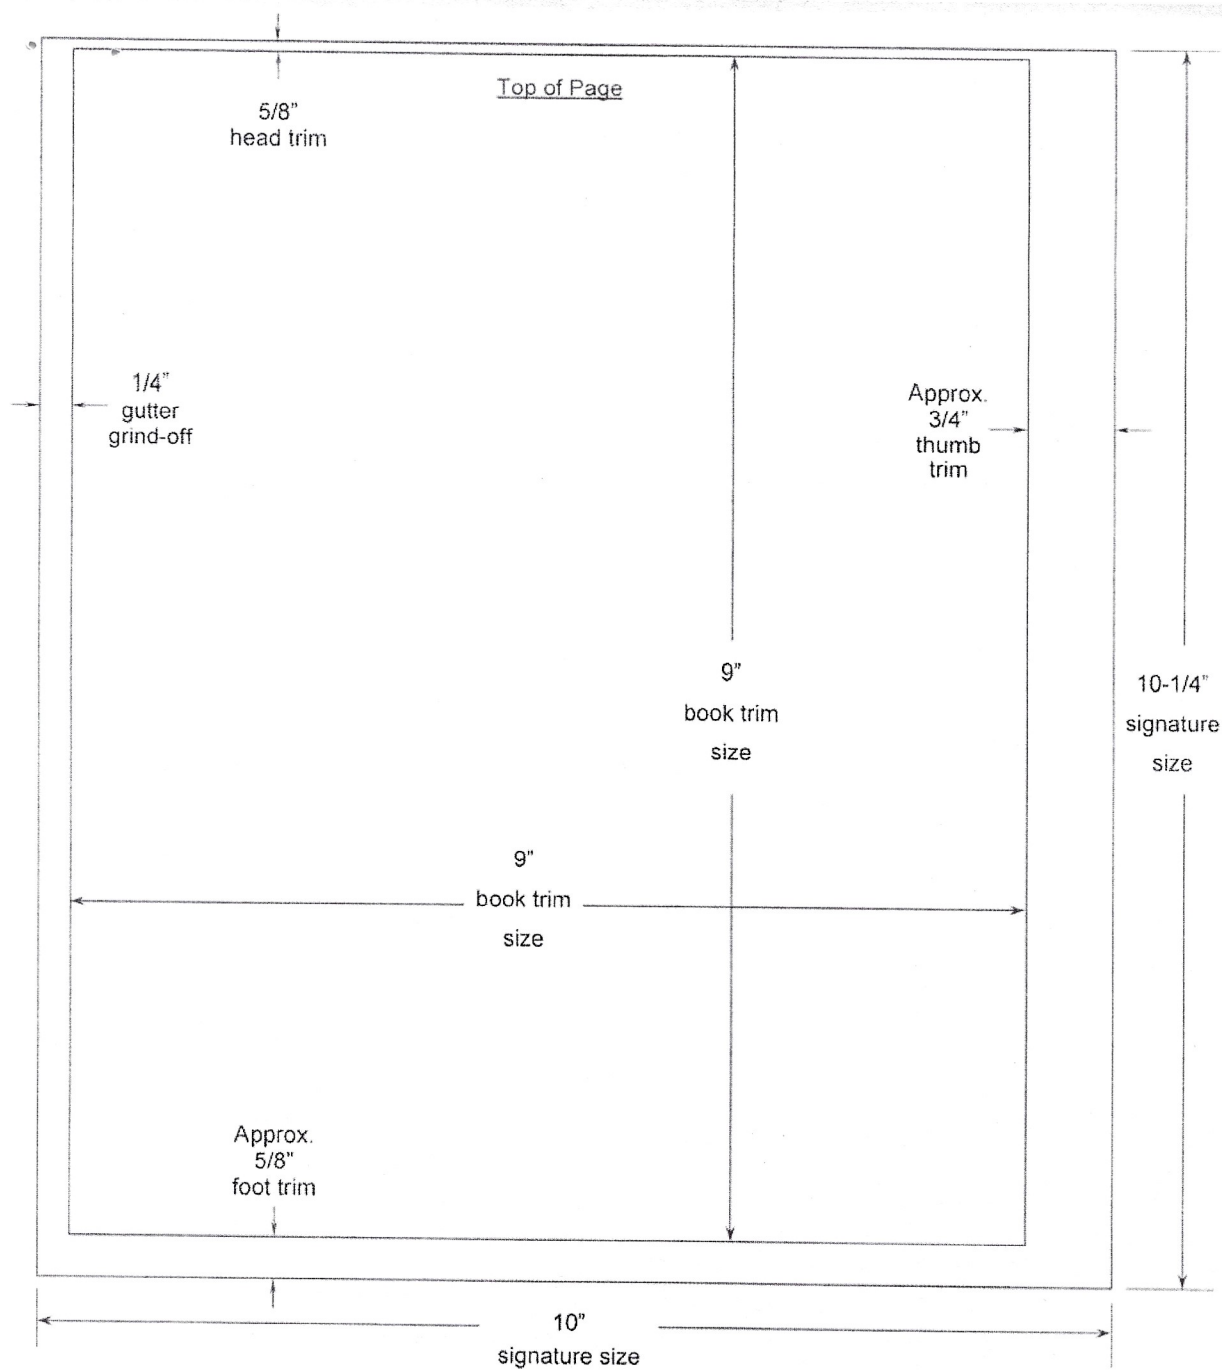 Top of Page
5/8”
head trim
1/4”
gutter
grind-off
Approx.
3/4”
thumb
trim
9”
book trim
size
10-1/4”
signature
size
9”
book trim
size
Approx.
5/8”
foot trim
10”
signature size